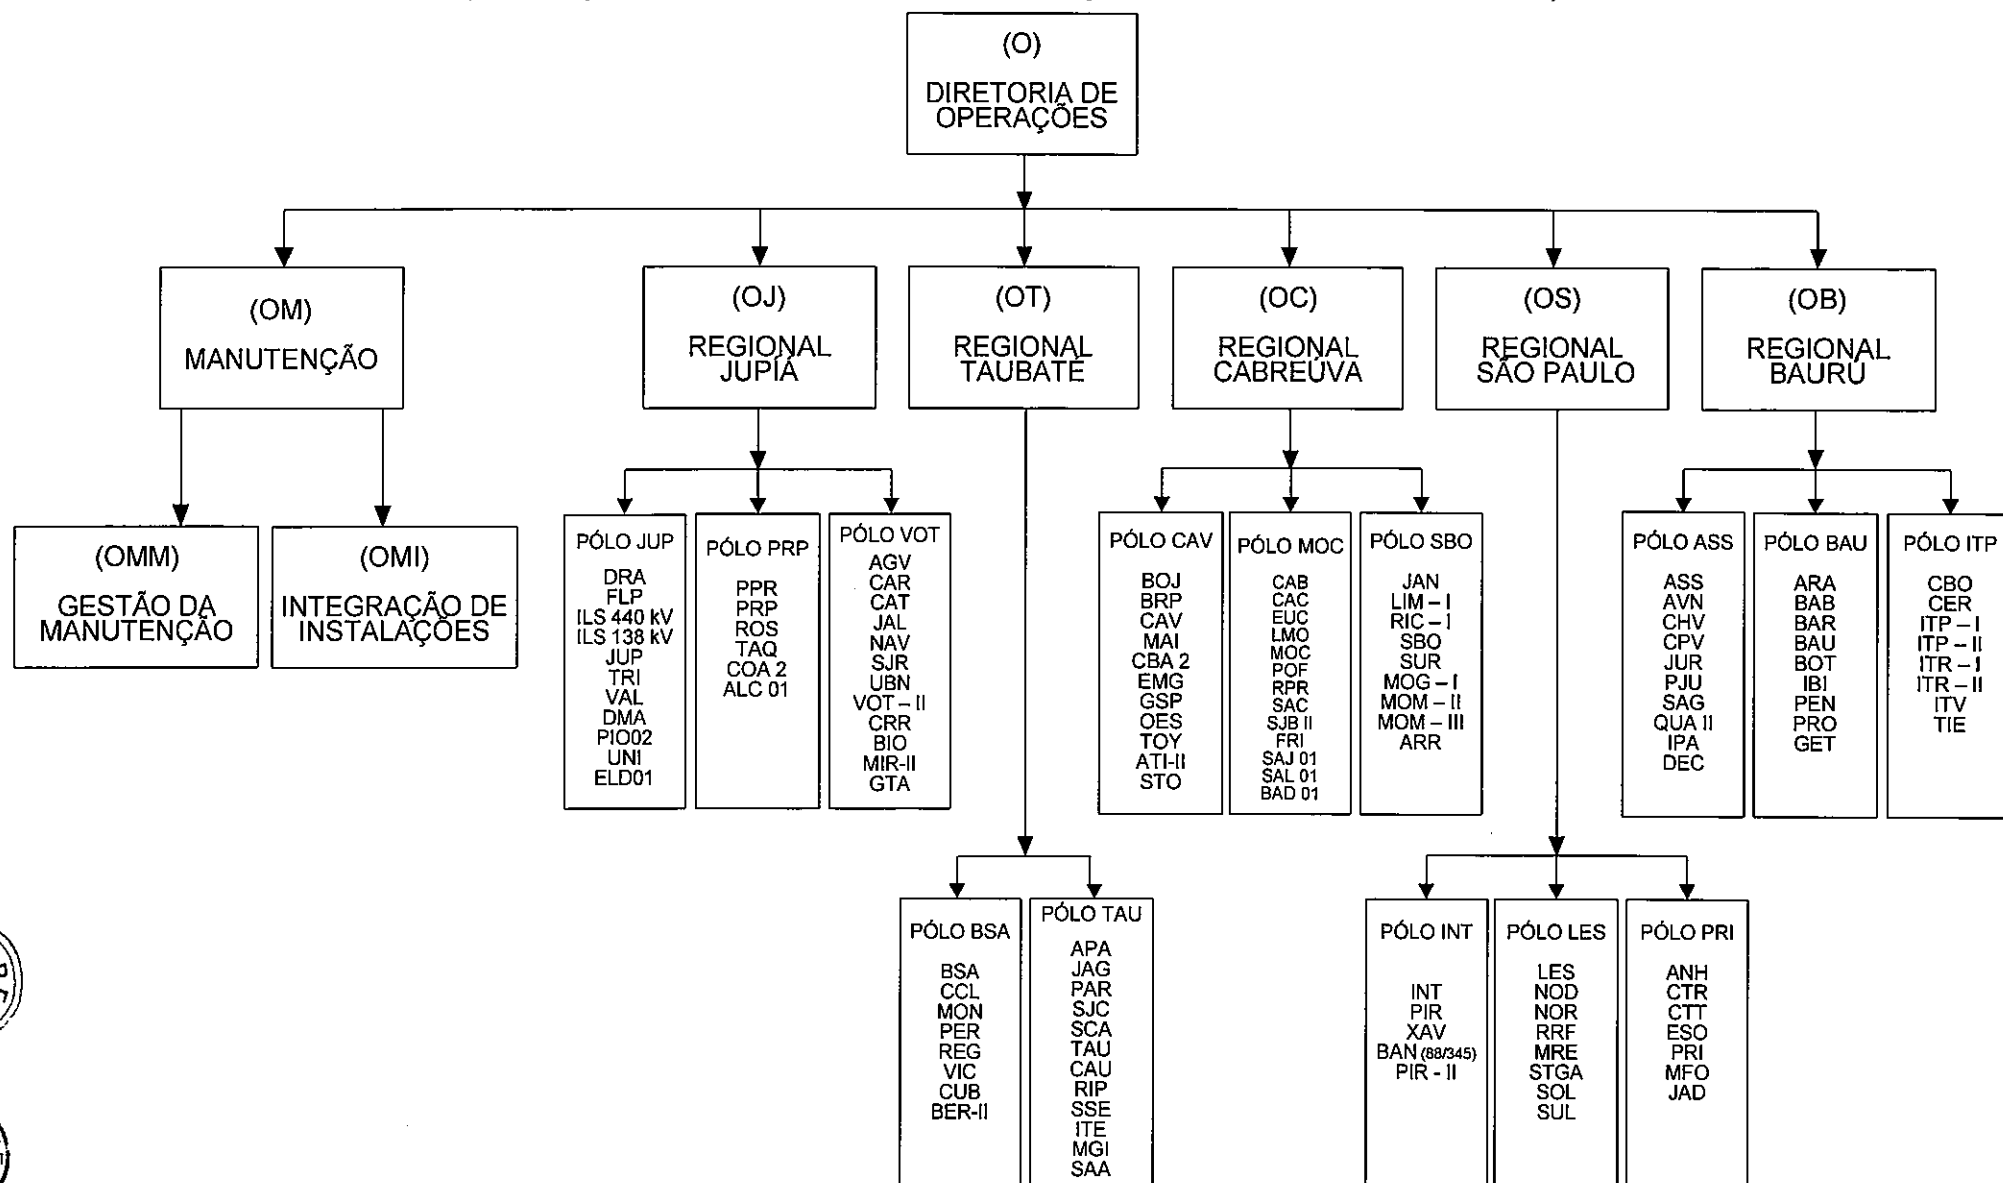 (O)
DIRETORIA DE
OPERAÇÕES
(OM)
MANUTENÇÃO
(OJ)
REGIONAL
JUPIÁ
(OT)
REGIONAL
TAUBATÉ
(OC)
REGIONAL
CABREÚVA
(OS)
REGIONAL
SÃO PAULO
(OB)
REGIONAL
BAURÚ
(OMM)
GESTÃO DA
MANUTENÇÃO
(OMI)
INTEGRAÇÃO DE
INSTALAÇÕES
PÓLO JUP
DRA
FLP
ILS 440 kV
ILS 138 kV
JUP
TRI
VAL
DMA
PIO02
UNI
ELD01
PÓLO PRP
PPR
PRP
ROS
TAQ
COA 2
ALC 01
PÓLO VOT
AGV
CAR
CAT
JAL
NAV
SJR
UBN
VOT – II
CRR
BIO
MIR-II
GTA
PÓLO CAV
BOJ
BRP
CAV
MAI
CBA 2
EMG
GSP
OES
TOY
ATI-II
STO
PÓLO MOC
CAB
CAC
EUC
LMO
MOC
POF
RPR
SAC
SJB II
FRI
SAJ 01
SAL 01
BAD 01
PÓLO SBO
JAN
LIM – I
RIC – I
SBO
SUR
MOG – I
MOM – II
MOM – III
ARR
PÓLO ASS
ASS
AVN
CHV
CPV
JUR
PJU
SAG
QUA II
IPA
DEC
PÓLO BAU
ARA
BAB
BAR
BAU
BOT
IBI
PEN
PRO
GET
PÓLO ITP
CBO
CER
ITP – I
ITP – II
ITR – I
ITR – II
ITV
TIE
PÓLO BSA
BSA
CCL
MON
PER
REG
VIC
CUB
BER-II
PÓLO TAU
APA
JAG
PAR
SJC
SCA
TAU
CAU
RIP
SSE
ITE
MGI
SAA
PÓLO INT
INT
PIR
XAV
BAN (88/345)
PIR - II
PÓLO LES
LES
NOD
NOR
RRF
MRE
STGA
SOL
SUL
PÓLO PRI
ANH
CTR
CTT
ESO
PRI
MFO
JAD